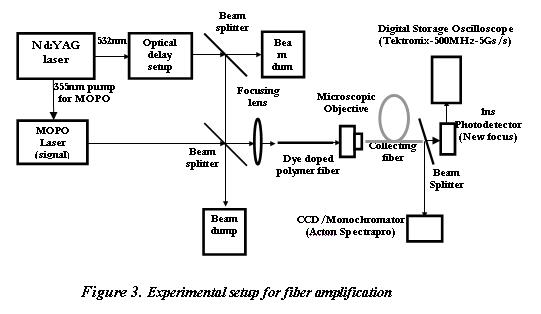 Beam
splitter
Digital Storage Oscilloscope
(Tektronix-500MHz-5Gs/s)
Nd:YAG
laser
532nm
Optical
delay
setup
Bea
m
dum
355nm pump
for MOPO
Focusing
lens
Microscopic
Objective
1ns
Photodetector
(New focus)
MOPO
Laser
(signal)
Beam
splitter
Dye doped
polymer fiber
Collecting
fiber
Beam
Splitter
Beam
dump
CCD/Monochromator
(Acton Spectrapro)
Figure 3. Experimental setup for fiber amplification